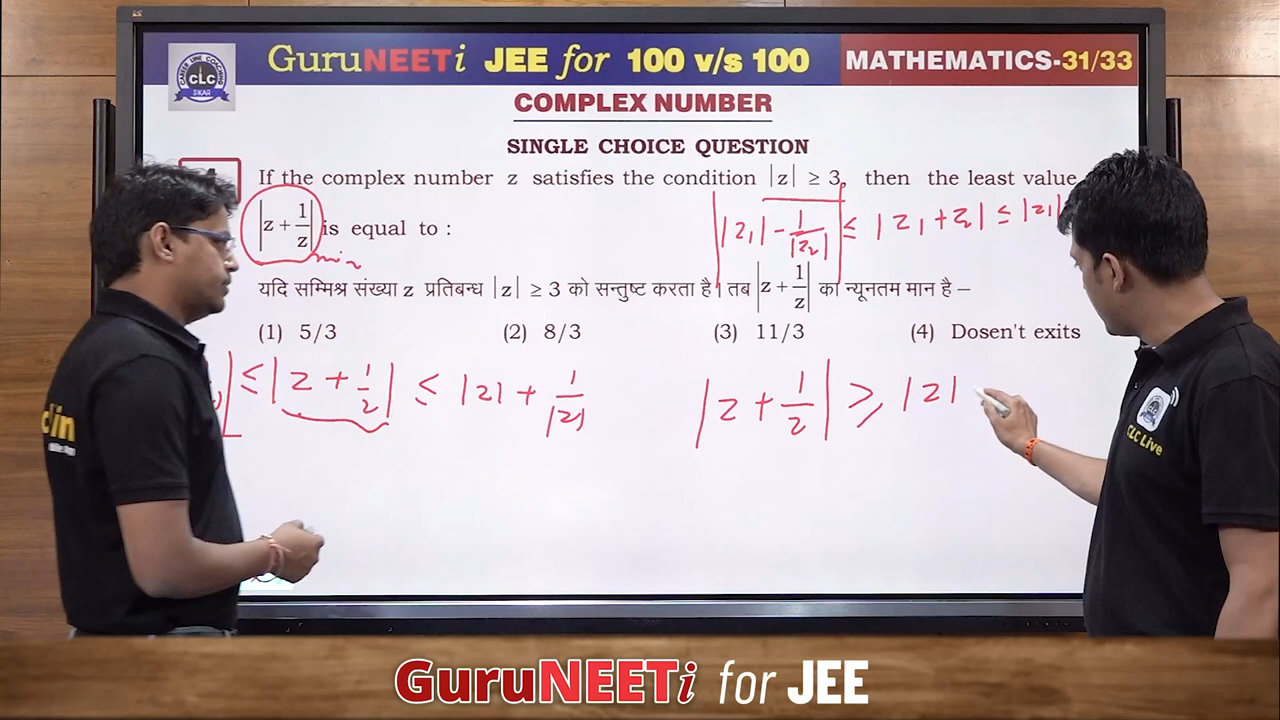 GuruNEETi JEE for 100 v/s 100 MATHEMATICS-31/33
CLC
SIKAR
COMPLEX NUMBER
SINGLE CHOICE QUESTION
If the complex number z satisfies the condition |z| ≥ 3, then the least value
|z + 1/z| is equal to :
min
| |z₁| - 1/|z₂| | ≤ |z₁ + z₂| ≤ |z₁|
यदि सम्मिश्र संख्या z प्रतिबन्ध |z| ≥ 3 को सन्तुष्ट करता है। तब |z + 1/z| का न्यूनतम मान है –
(1) 5/3 (2) 8/3 (3) 11/3 (4) Dosen't exits
| ≤ |z + 1/z| ≤ |z| + 1/|z|
|z + 1/z| ≥ |z|
CLC Live
GuruNEETi for JEE